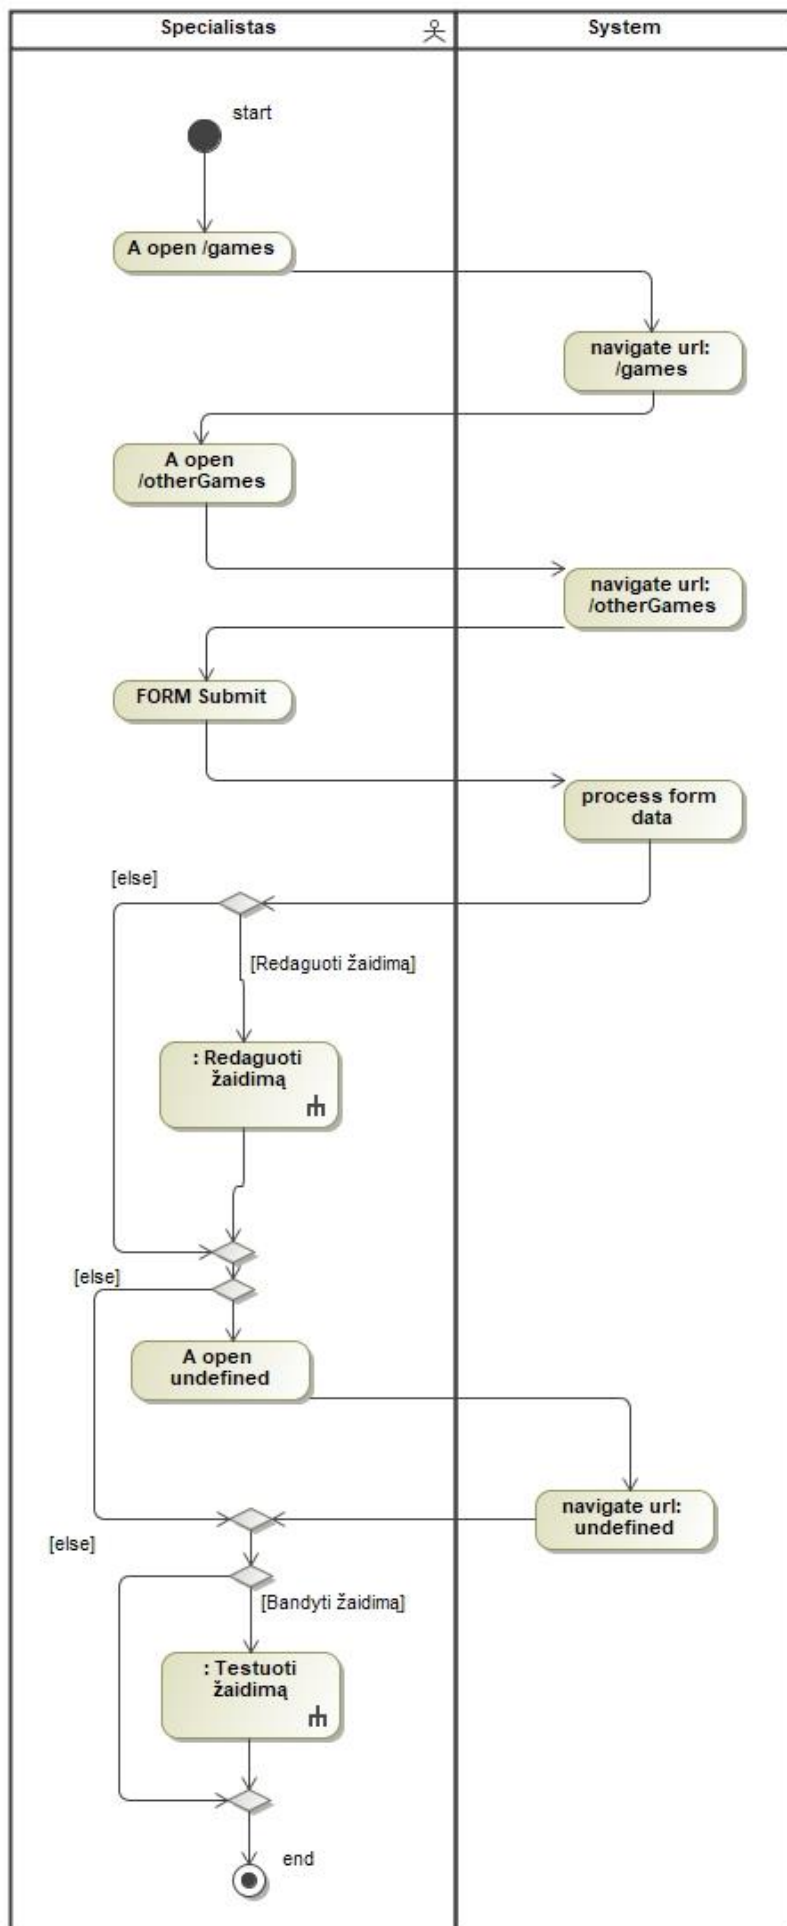 Specialistas
System
start
A open /games
navigate url:
/games
A open
/otherGames
navigate url:
/otherGames
FORM Submit
process form
data
[else]
[Redaguoti žaidimą]
: Redaguoti
žaidimą
[else]
A open
undefined
navigate url:
undefined
[else]
[Bandyti žaidimą]
: Testuoti
žaidimą
end